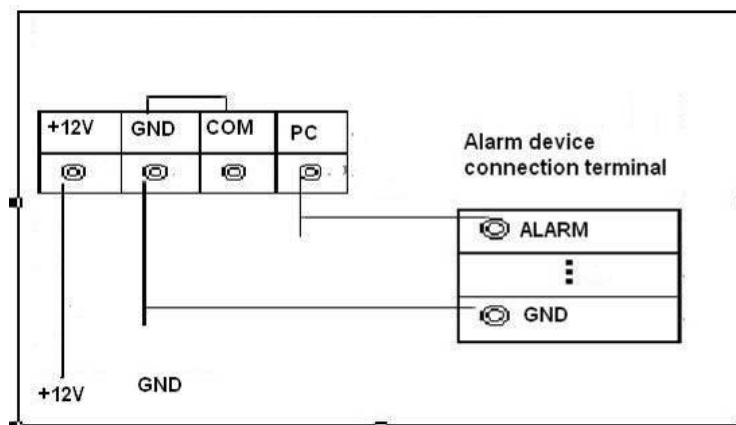 +12V GND COM PC
Alarm device
connection terminal
ALARM
GND
+12V GND